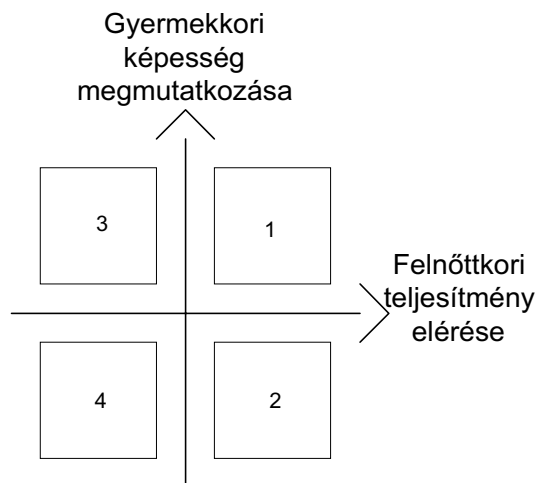 Gyermekkori
képesség
megmutatkozása
3
1
Felnőttkori
teljesítmény
elérése
4
2